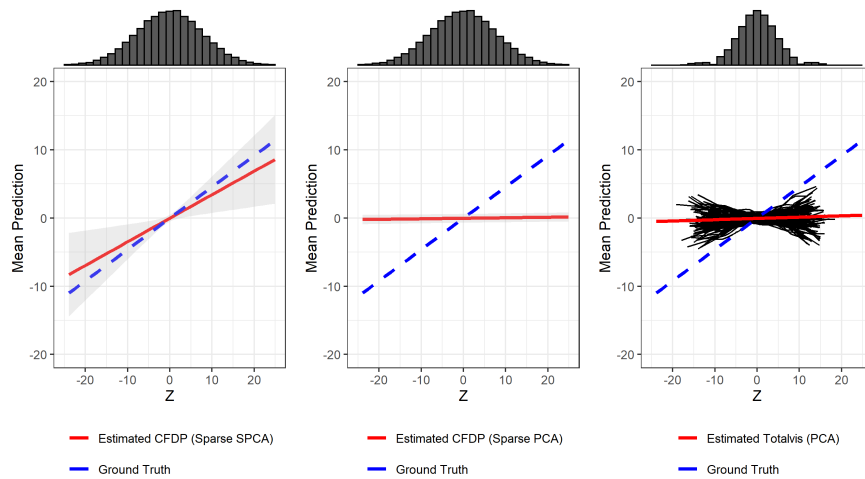 20
10
0
-10
-20
Mean Prediction
-20 -10 0 10 20
Z
Estimated CFDP (Sparse SPCA)
Ground Truth
20
10
0
-10
-20
Mean Prediction
-20 -10 0 10 20
Z
Estimated CFDP (Sparse PCA)
Ground Truth
20
10
0
-10
-20
Mean Prediction
-20 -10 0 10 20
Z
Estimated Totalvis (PCA)
Ground Truth